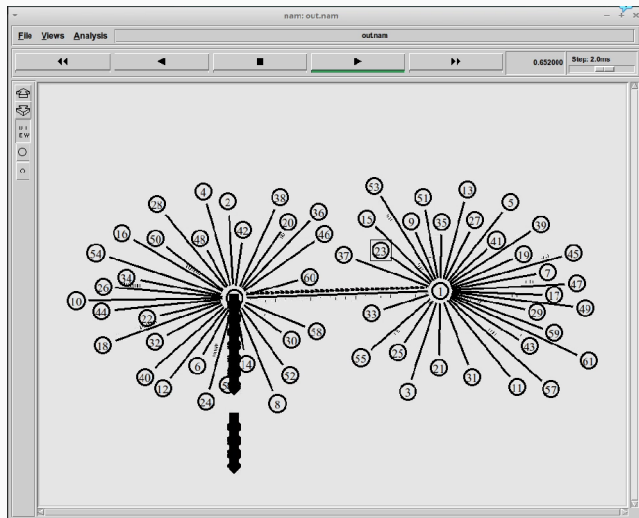 nam: out.nam
File Views Analysis out.nam
0.652000 Step: 2.0ms
E W
53 13
4 38 51 5
28 2 36 15 9 35 27 39
16 50 48 42 20 46 23 41
54 37 19 45
26 34 60 7 47
10 1 17
44 22 33 29 49
18 32 30 58 59
55 25 43 61
40 6 14 52 21
12 3 31 11 57
24 8